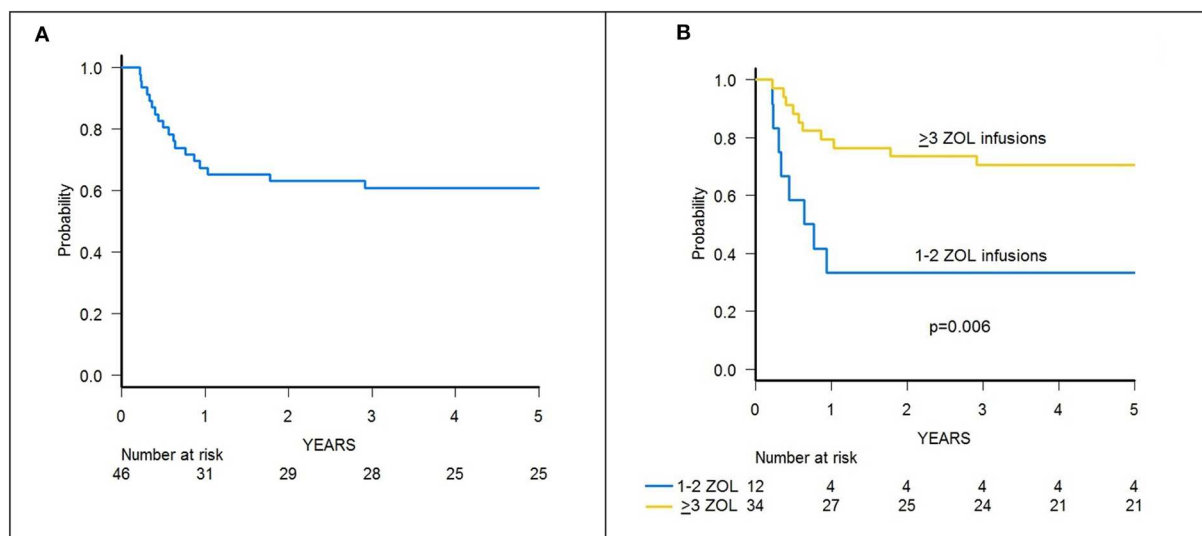 A
1.0
0.8
0.6
0.4
0.2
0.0
Probability
0 1 2 3 4 5
YEARS
Number at risk
46 31 29 28 25 25
B
1.0
0.8
0.6
0.4
0.2
0.0
Probability
≥3 ZOL infusions
1-2 ZOL infusions
p=0.006
0 1 2 3 4 5
YEARS
Number at risk
1-2 ZOL 12 4 4 4 4 4
≥3 ZOL 34 27 25 24 21 21